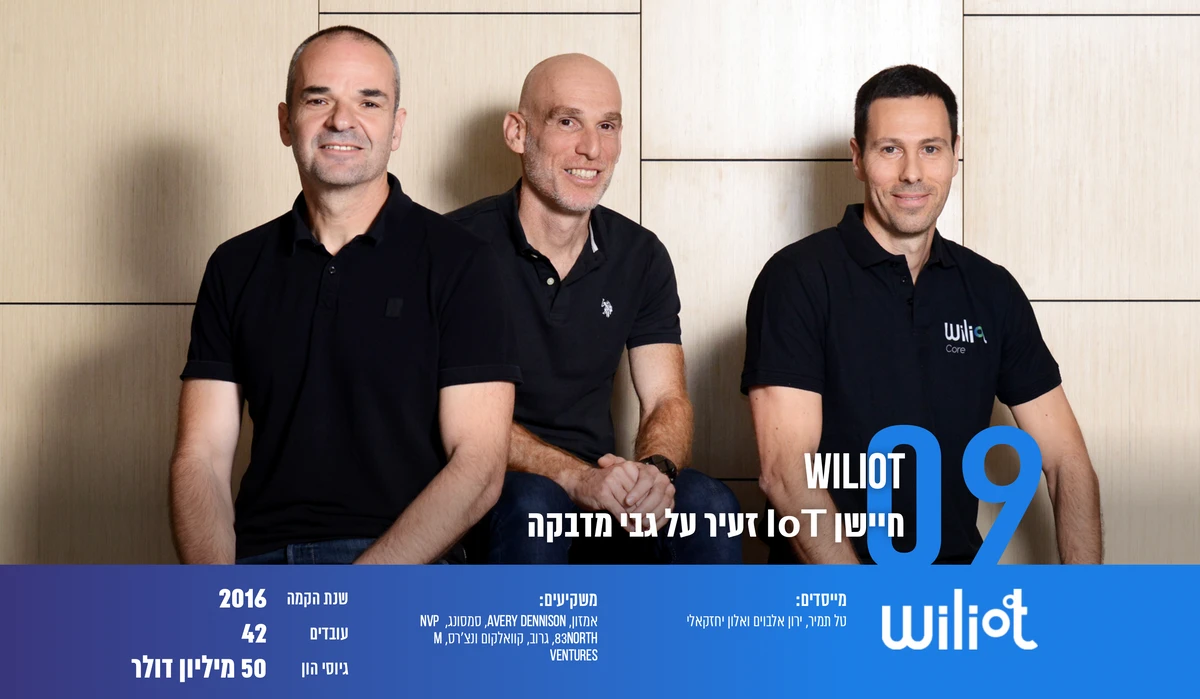 wiliot
Core
09
WILIOT
חיישן IoT זעיר על גבי מדבקה
wiliot
מייסדים:
טל תמיר, ירון אלבוים ואלון יחזקאלי
משקיעים:
אמזון, AVERY DENNISON, סמסונג, NVP
83NORTH, גרוב, קוואלקום ונצ'רס, M
VENTURES
שנת הקמה 2016
עובדים 42
גיוסי הון 50 מיליון דולר